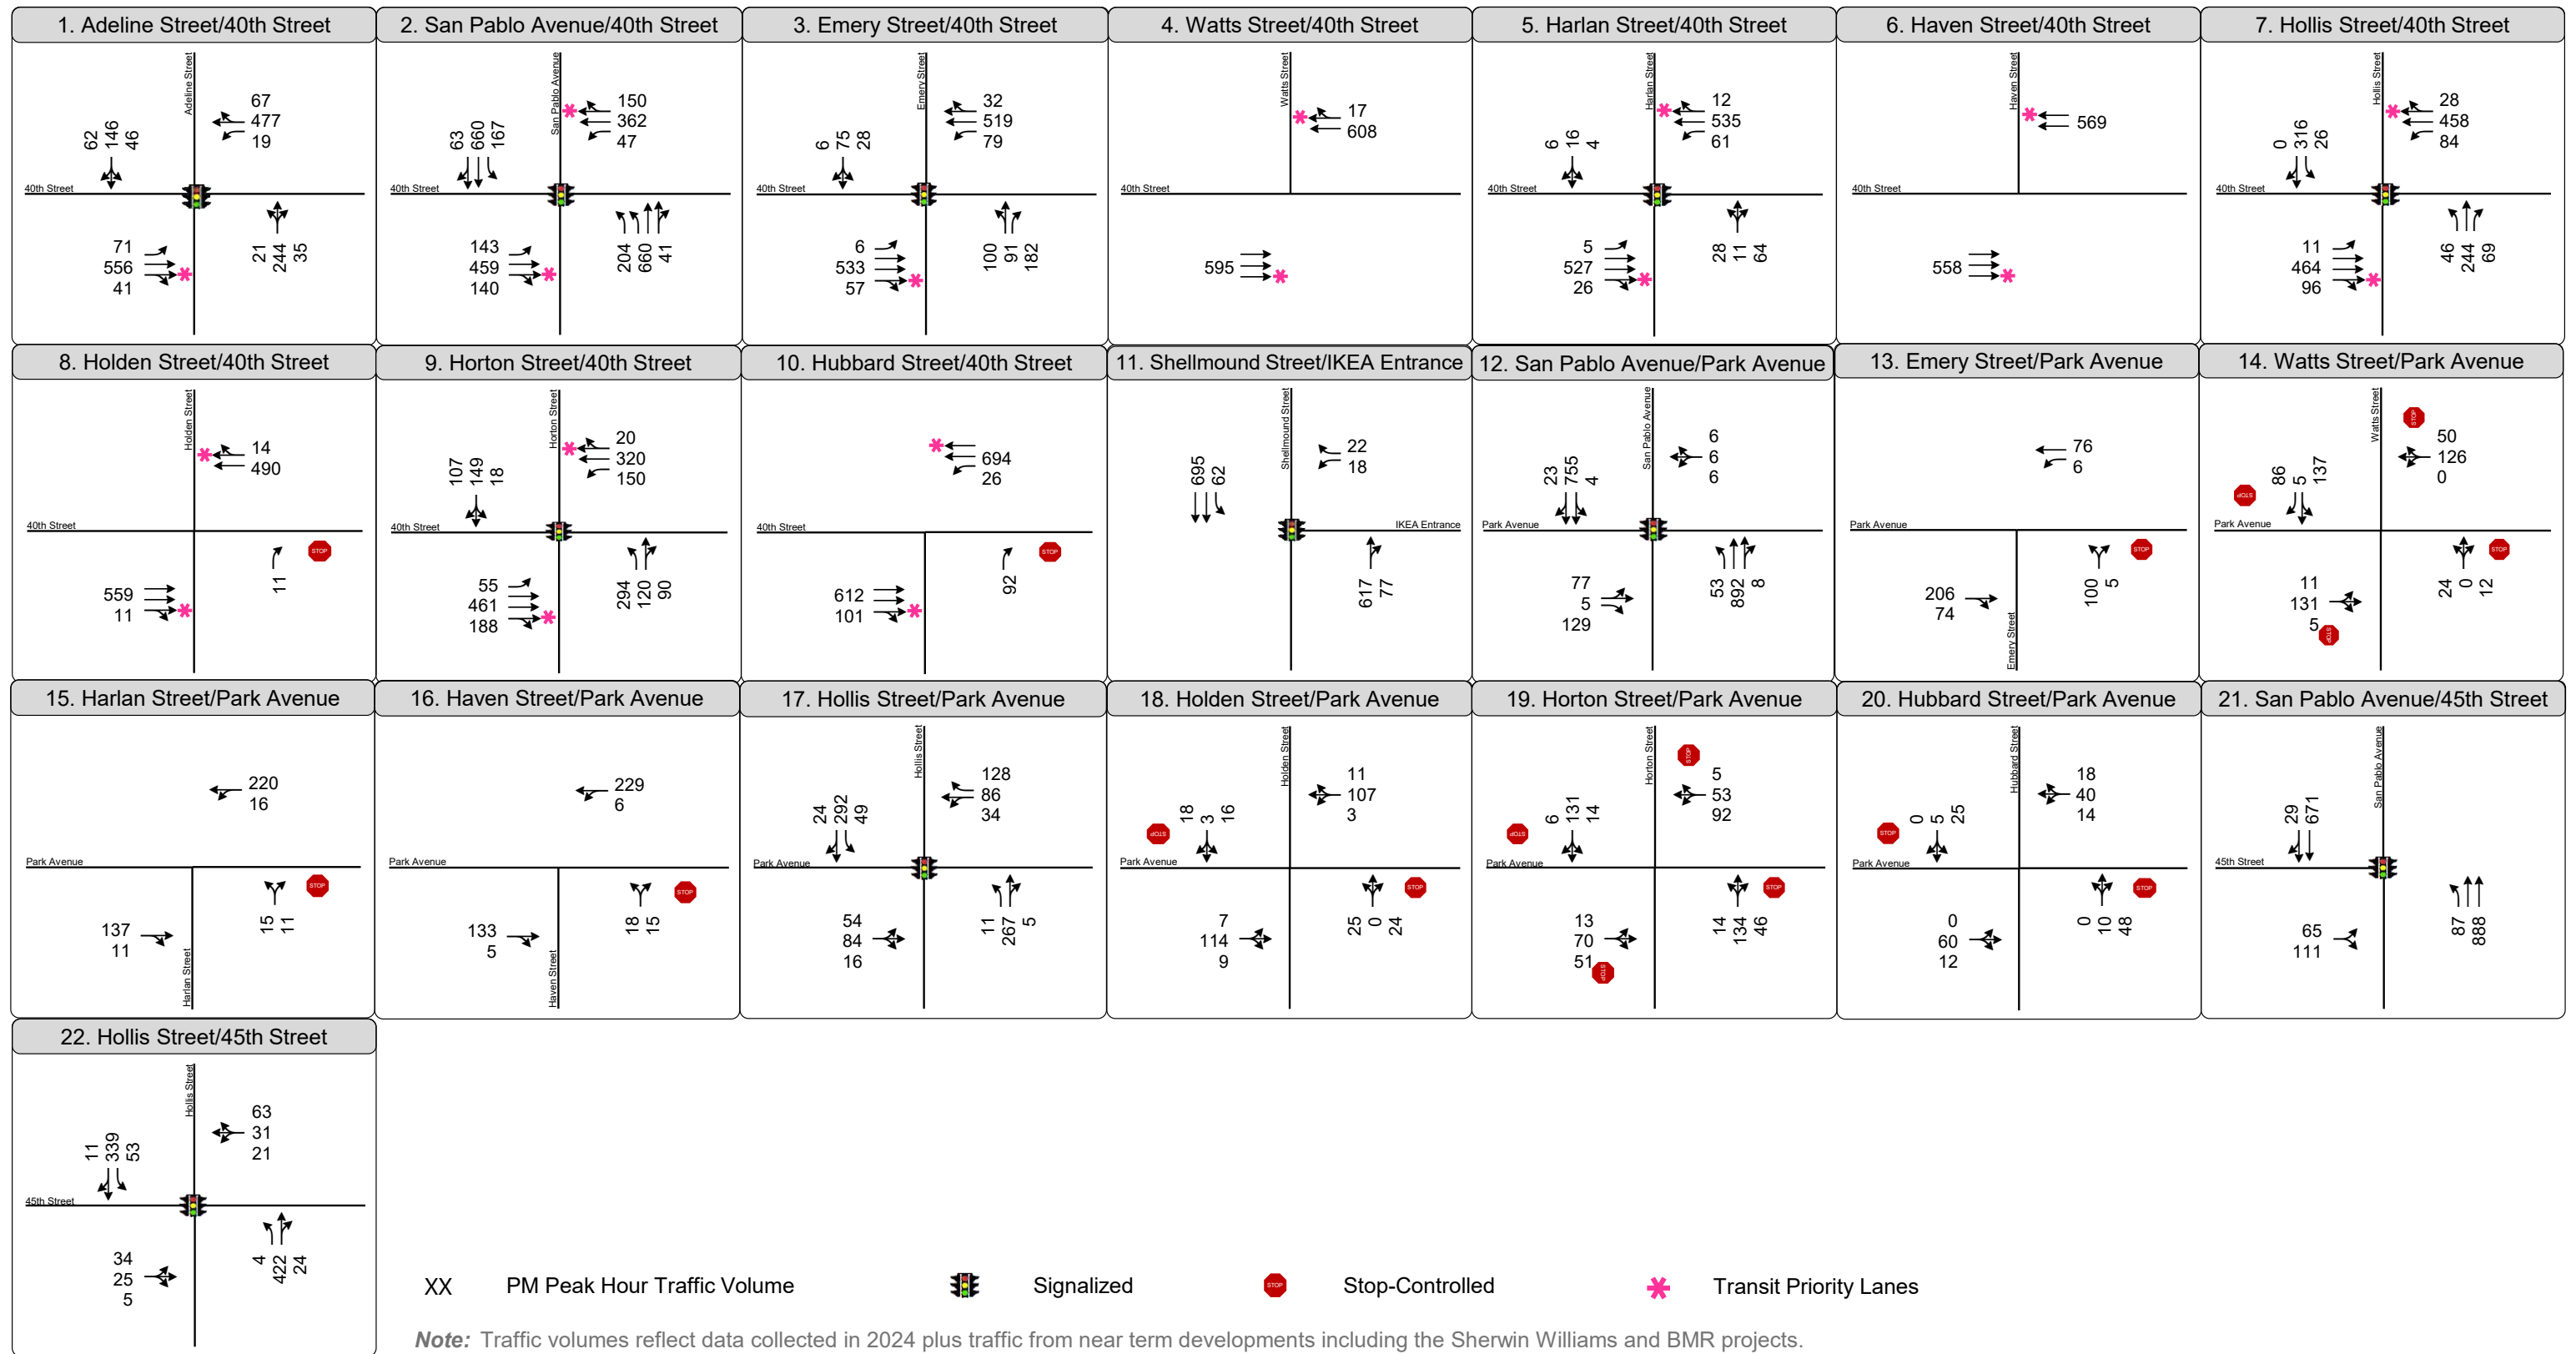 1. Adeline Street/40th Street
Adeline Street
67
477
19
62 146 46
40th Street
71
556
41
21 244 35
2. San Pablo Avenue/40th Street
San Pablo Avenue
150
362
47
63 660 167
40th Street
143
459
140
204 660 41
3. Emery Street/40th Street
Emery Street
32
519
79
6 75 28
40th Street
6
533
57
100 91 182
4. Watts Street/40th Street
Watts Street
17
608
40th Street
595
5. Harlan Street/40th Street
Harlan Street
12
535
61
6 16 4
40th Street
5
527
26
28 11 64
6. Haven Street/40th Street
Haven Street
569
40th Street
558
7. Hollis Street/40th Street
Hollis Street
28
458
84
0 316 26
40th Street
11
464
96
46 244 69
8. Holden Street/40th Street
Holden Street
14
490
40th Street
STOP
11
559
11
9. Horton Street/40th Street
Horton Street
20
320
150
107 149 18
40th Street
55
461
188
294 120 90
10. Hubbard Street/40th Street
694
26
40th Street
STOP
92
612
101
11. Shellmound Street/IKEA Entrance
Shellmound Street
22
18
695 62
IKEA Entrance
617 77
12. San Pablo Avenue/Park Avenue
San Pablo Avenue
6
6
6
23 755 4
Park Avenue
77
5
129
53 892 8
13. Emery Street/Park Avenue
76
6
Park Avenue
STOP
206
74
100 5
Emery Street
14. Watts Street/Park Avenue
Watts Street
STOP
50
126
0
86 5 137
STOP
Park Avenue
STOP
11
131
5
STOP
24 0 12
15. Harlan Street/Park Avenue
220
16
Park Avenue
STOP
137
11
15 11
Harlan Street
16. Haven Street/Park Avenue
229
6
Park Avenue
STOP
133
5
18 15
Haven Street
17. Hollis Street/Park Avenue
Hollis Street
128
86
34
24 292 49
Park Avenue
54
84
16
11 267 5
18. Holden Street/Park Avenue
Holden Street
11
107
3
18 3 16
STOP
Park Avenue
STOP
7
114
9
25 0 24
19. Horton Street/Park Avenue
Horton Street
STOP
5
53
92
6 131 14
STOP
Park Avenue
STOP
13
70
51
STOP
14 134 46
20. Hubbard Street/Park Avenue
Hubbard Street
18
40
14
0 5 25
STOP
Park Avenue
STOP
0
60
12
0 10 48
21. San Pablo Avenue/45th Street
San Pablo Avenue
29 671
45th Street
65
111
87 888
22. Hollis Street/45th Street
Hollis Street
63
31
21
11 339 53
45th Street
34
25
5
4 422 24
XX PM Peak Hour Traffic Volume Signalized STOP Stop-Controlled Transit Priority Lanes
Note: Traffic volumes reflect data collected in 2024 plus traffic from near term developments including the Sherwin Williams and BMR projects.